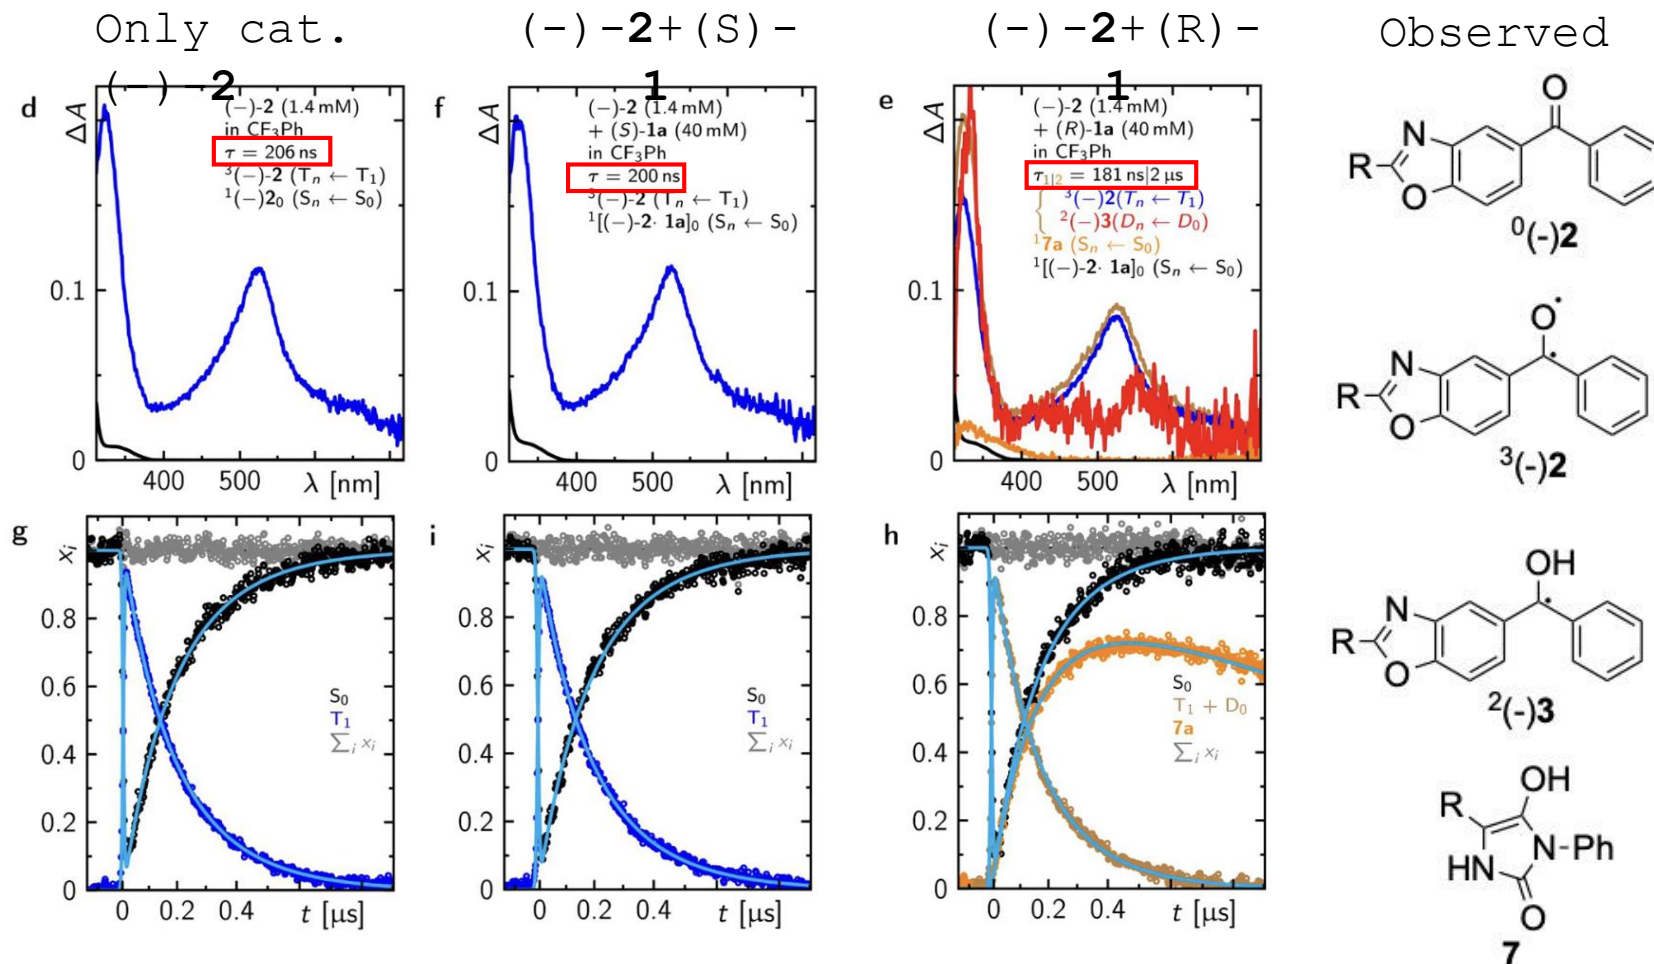 Only cat.
(-)-2
(-)-2+(S)-
1
(-)-2+(R)-
1
Observed
d
ΔA
(−)-2 (1.4 mM)
in CF₃Ph
τ = 206 ns
³(−)-2 (Tₙ ← T₁)
¹(−)2₀ (Sₙ ← S₀)
0.1
0
400
500
λ [nm]
f
ΔA
(−)-2 (1.4 mM)
+ (S)-1a (40 mM)
in CF₃Ph
τ = 200 ns
³(−)-2 (Tₙ ← T₁)
¹[(−)-2· 1a]₀ (Sₙ ← S₀)
0.1
0
400
500
λ [nm]
e
ΔA
(−)-2 (1.4 mM)
+ (R)-1a (40 mM)
in CF₃Ph
τ₁|₂ = 181 ns|2 μs
³(−)2(Tₙ ← T₁)
²(−)3(Dₙ ← D₀)
¹7a (Sₙ ← S₀)
¹[(−)-2· 1a]₀ (Sₙ ← S₀)
0.1
0
400
500
λ [nm]
g
xᵢ
0.8
0.6
0.4
0.2
0
S₀
T₁
∑ᵢ xᵢ
0
0.2
0.4
t [μs]
i
xᵢ
0.8
0.6
0.4
0.2
0
S₀
T₁
∑ᵢ xᵢ
0
0.2
0.4
t [μs]
h
xᵢ
0.8
0.6
0.4
0.2
0
S₀
T₁ + D₀
7a
∑ᵢ xᵢ
0
0.2
0.4
t [μs]
O
N
R
O
⁰(-)2
O·
N
R
O
³(-)2
OH
N
R
O
²(-)3
OH
R
N-Ph
HN
O
7